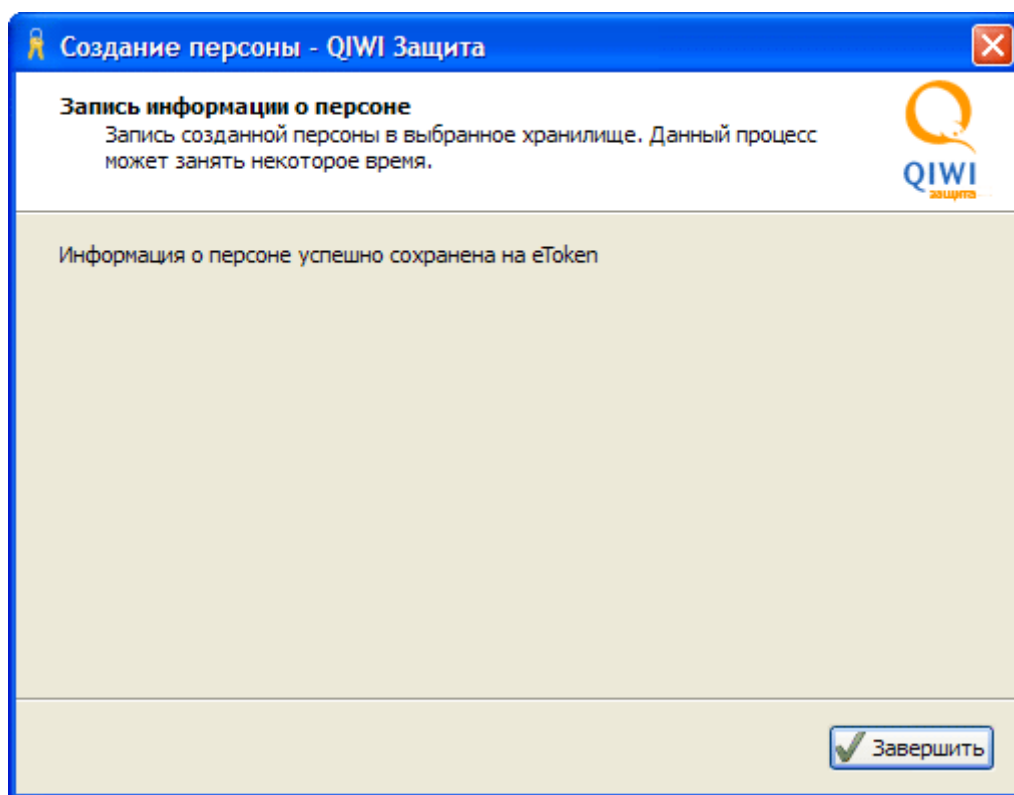 Создание персоны - QIWI Защита
Запись информации о персоне
Запись созданной персоны в выбранное хранилище. Данный процесс
может занять некоторое время.
QIWI
защита
Информация о персоне успешно сохранена на eToken
Завершить